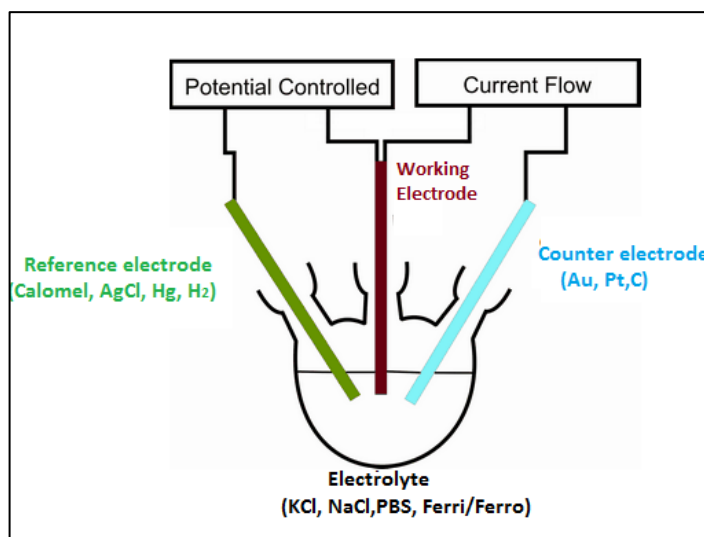 Potential Controlled
Current Flow
Working
Electrode
Reference electrode
(Calomel, AgCl, Hg, H2)
Counter electrode
(Au, Pt,C)
Electrolyte
(KCl, NaCl,PBS, Ferri/Ferro)